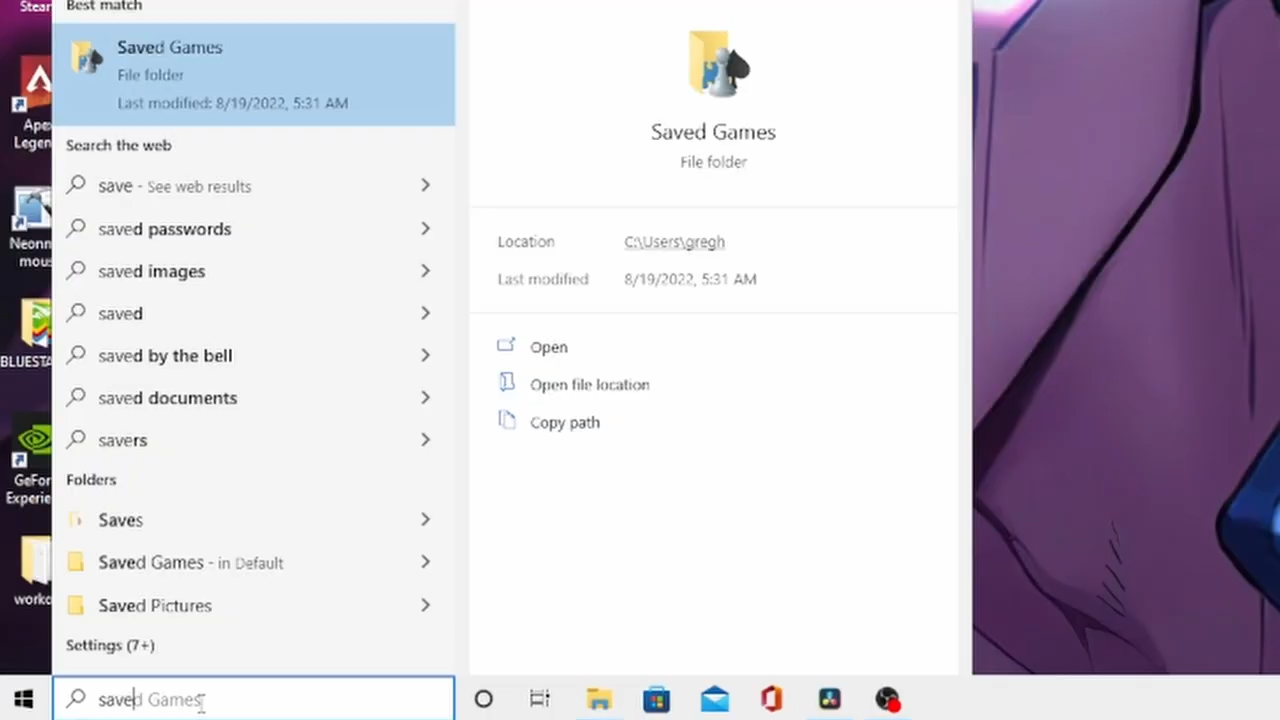 Steam
Best match
Saved Games
File folder
Last modified: 8/19/2022, 5:31 AM
Search the web
save - See web results
saved passwords
saved images
saved
saved by the bell
saved documents
savers
Folders
Saves
Saved Games - in Default
Saved Pictures
Settings (7+)
saved Games
Saved Games
File folder
Location C:\Users\gregh
Last modified 8/19/2022, 5:31 AM
Open
Open file location
Copy path
Apex
Legen
Neonm
mous
BLUESTA
GeFor
Experie